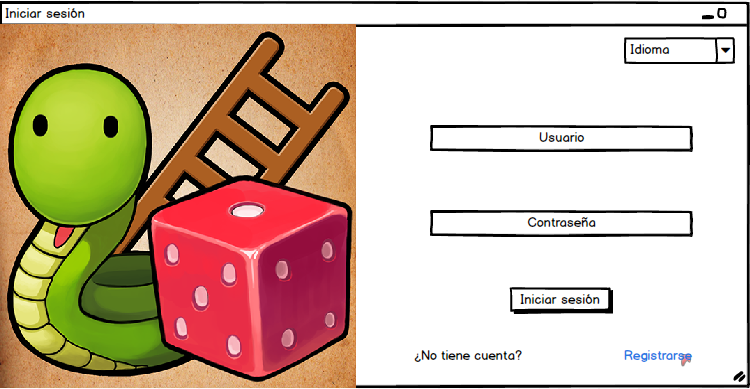 Iniciar sesión
Idioma
Usuario
Contraseña
Iniciar sesión
¿No tiene cuenta? Registrarse